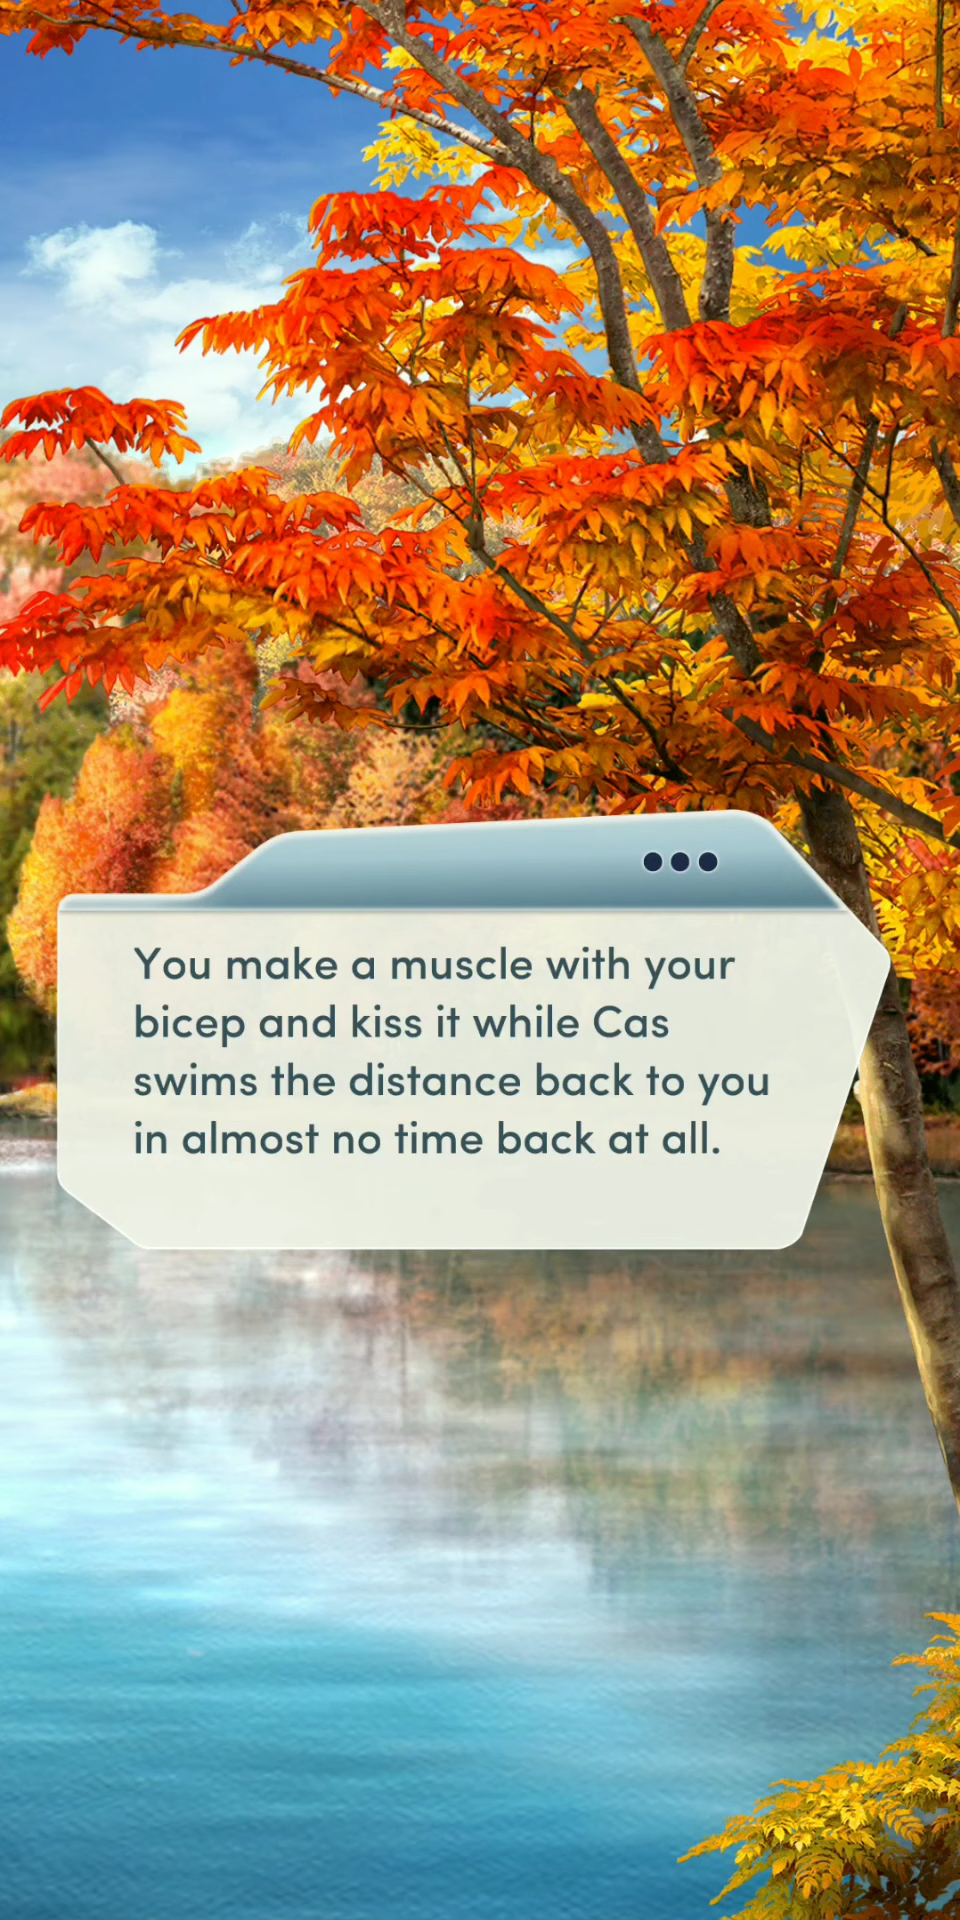 You make a muscle with your
bicep and kiss it while Cas
swims the distance back to you
in almost no time back at all.